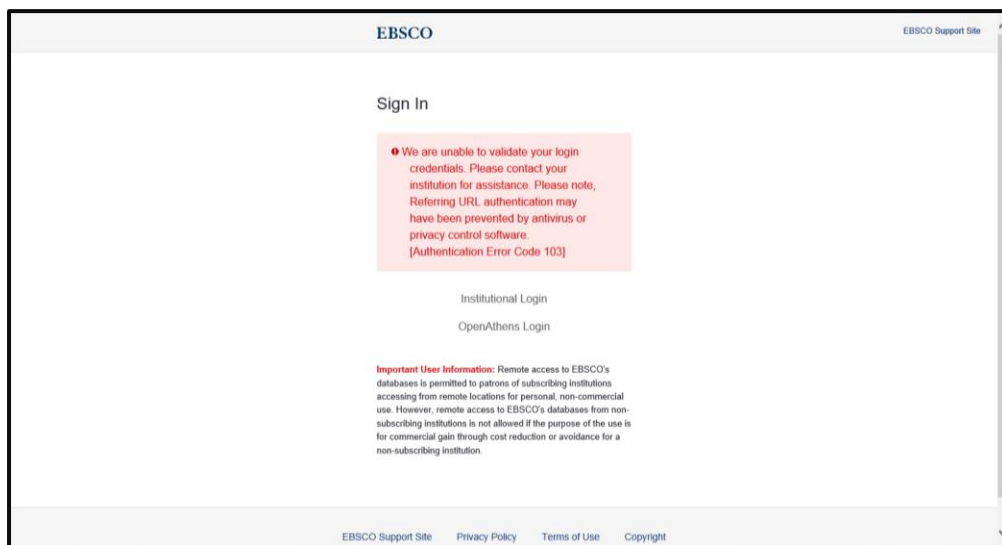 EBSCO
EBSCO Support Site
Sign In
We are unable to validate your login
credentials. Please contact your
institution for assistance. Please note,
Referring URL authentication may
have been prevented by antivirus or
privacy control software.
[Authentication Error Code 103]
Institutional Login
OpenAthens Login
Important User Information: Remote access to EBSCO's
databases is permitted to patrons of subscribing institutions
accessing from remote locations for personal, non-commercial
use. However, remote access to EBSCO's databases from non-
subscribing institutions is not allowed if the purpose of the use is
for commercial gain through cost reduction or avoidance for a
non-subscribing institution.
EBSCO Support Site Privacy Policy Terms of Use Copyright